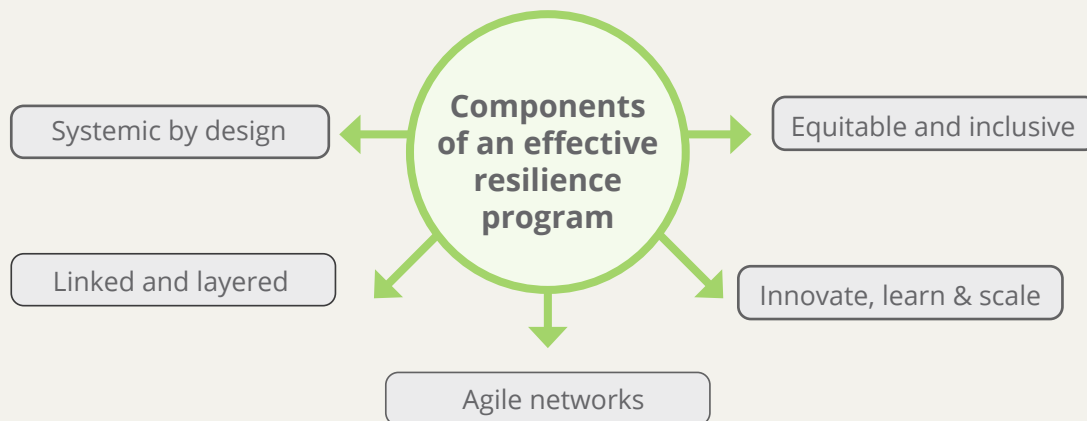 Components
of an effective
resilience
program
Systemic by design
Equitable and inclusive
Linked and layered
Innovate, learn & scale
Agile networks